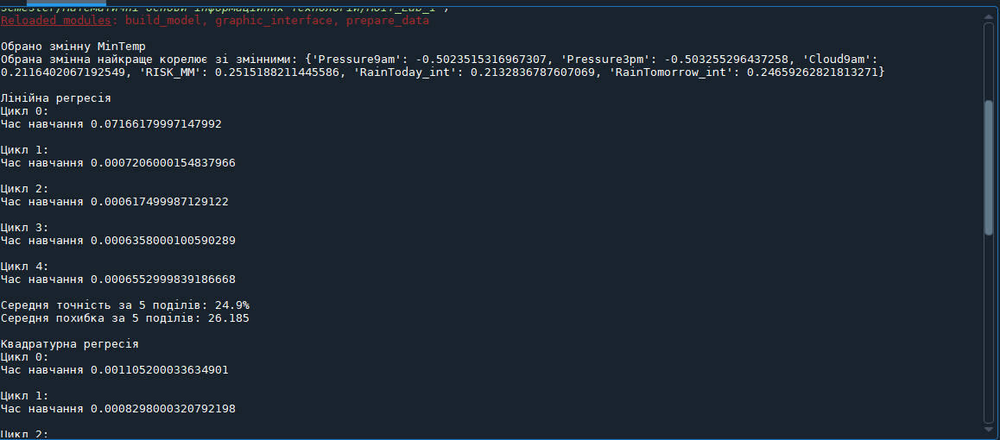 semester/Математичні основи інформаційних технологій/МОІТ_Lab_1')
Reloaded modules: build_model, graphic_interface, prepare_data
Обрано змінну MinTemp
Обрана змінна найкраще корелює зі змінними: {'Pressure9am': -0.5023515316967307, 'Pressure3pm': -0.503255296437258, 'Cloud9am':
0.2116402067192549, 'RISK_MM': 0.2515188211445586, 'RainToday_int': 0.2132836787607069, 'RainTomorrow_int': 0.24659262821813271}
Лінійна регресія
Цикл 0:
Час навчання 0.07166179997147992
Цикл 1:
Час навчання 0.0007206000154837966
Цикл 2:
Час навчання 0.000617499987129122
Цикл 3:
Час навчання 0.0006358000100590289
Цикл 4:
Час навчання 0.0006552999839186668
Середня точність за 5 поділів: 24.9%
Середня похибка за 5 поділів: 26.185
Квадратурна регресія
Цикл 0:
Час навчання 0.001105200033634901
Цикл 1:
Час навчання 0.0008298000320792198
Цикл 2: